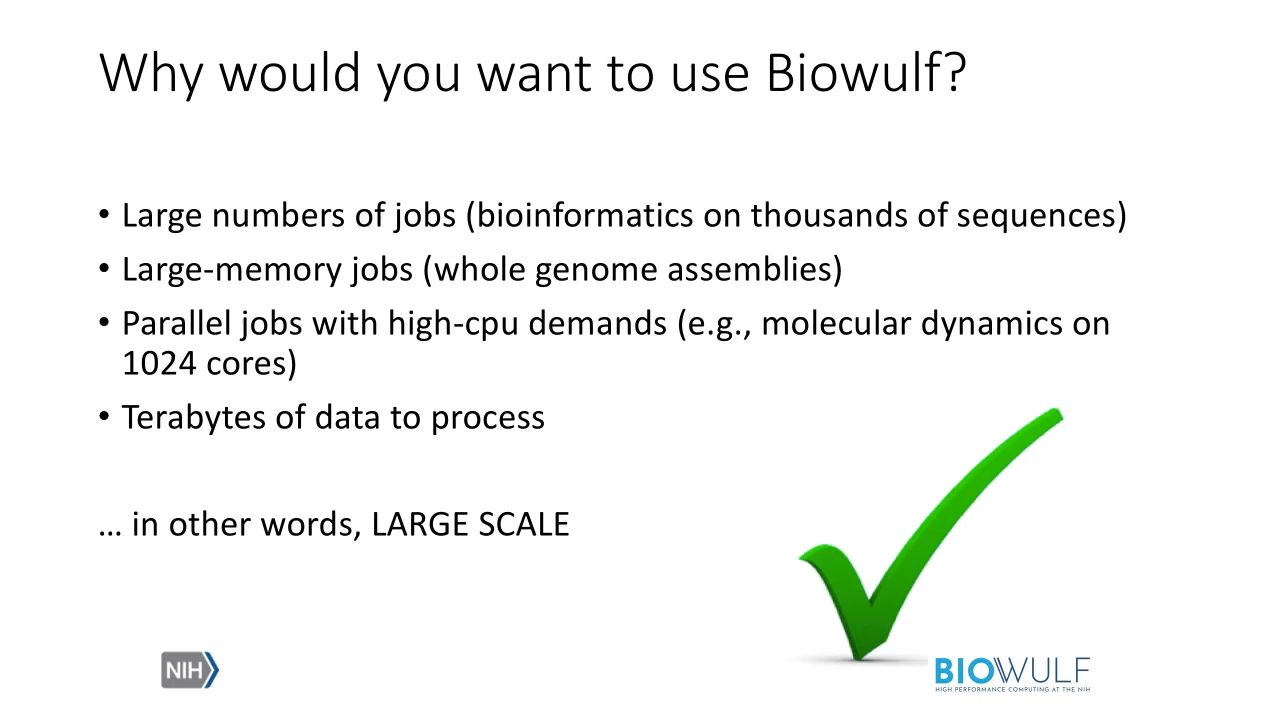 Why would you want to use Biowulf?
• Large numbers of jobs (bioinformatics on thousands of sequences)
• Large-memory jobs (whole genome assemblies)
• Parallel jobs with high-cpu demands (e.g., molecular dynamics on
1024 cores)
• Terabytes of data to process
… in other words, LARGE SCALE
NIH
BIOWULF
HIGH PERFORMANCE COMPUTING AT THE NIH